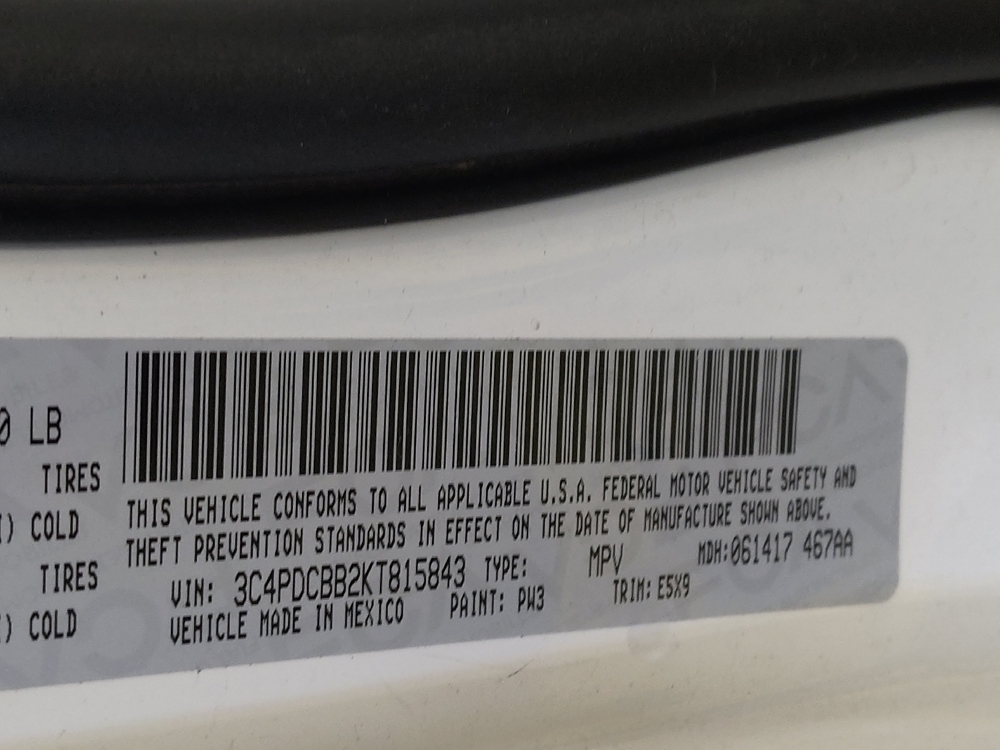 LB
TIRES
COLD
TIRES
COLD
THIS VEHICLE CONFORMS TO ALL APPLICABLE U.S.A. FEDERAL MOTOR VEHICLE SAFETY AND
THEFT PREVENTION STANDARDS IN EFFECT ON THE DATE OF MANUFACTURE SHOWN ABOVE.
VIN: 3C4PDCBB2KT815843 TYPE: MPV MDH:061417 467AA
VEHICLE MADE IN MEXICO PAINT: PW3 TRIM: E5X9